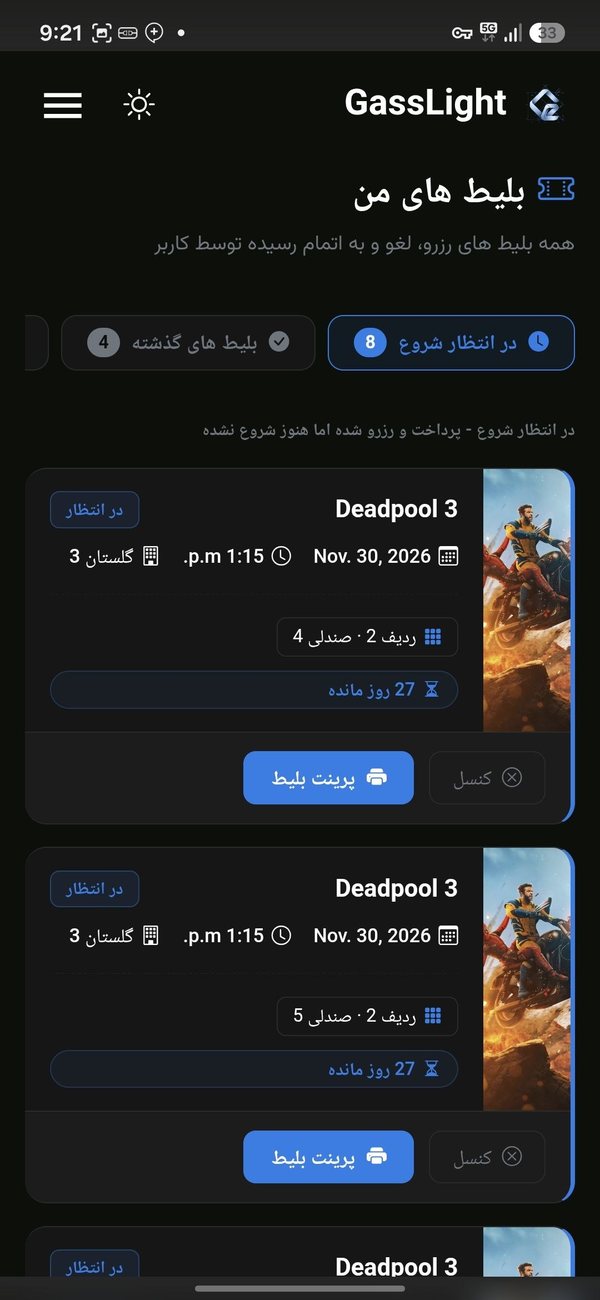 9:21 5G 33
GassLight
بلیط های من
همه بلیط های رزرو، لغو و به اتمام رسیده توسط کاربر
در انتظار شروع 8 بلیط های گذشته 4
در انتظار شروع - پرداخت و رزرو شده اما هنوز شروع نشده
Deadpool 3 در انتظار
Nov. 30, 2026 1:15 p.m. گلستان 3
ردیف 2 · صندلی 4
27 روز مانده
کنسل پرینت بلیط
Deadpool 3 در انتظار
Nov. 30, 2026 1:15 p.m. گلستان 3
ردیف 2 · صندلی 5
27 روز مانده
کنسل پرینت بلیط
Deadpool 3 در انتظار